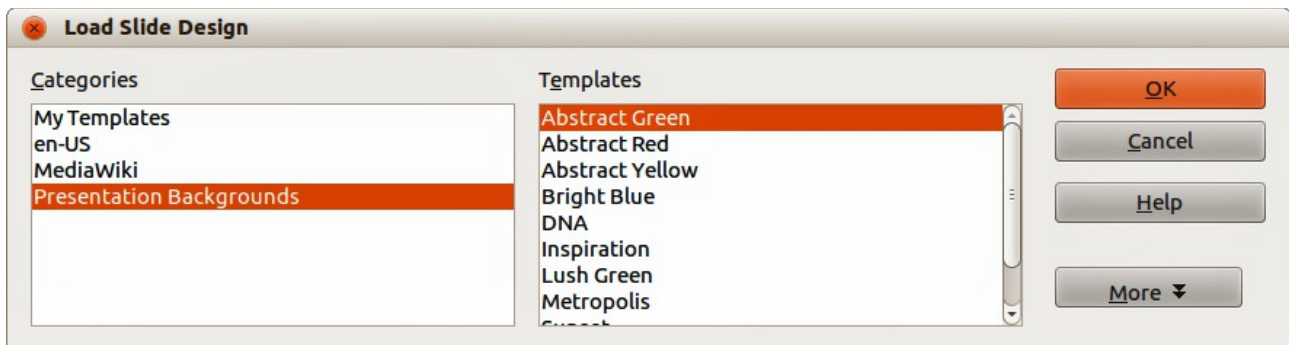 Load Slide Design
Categories
My Templates
en-US
MediaWiki
Presentation Backgrounds
Templates
Abstract Green
Abstract Red
Abstract Yellow
Bright Blue
DNA
Inspiration
Lush Green
Metropolis
OK
Cancel
Help
More